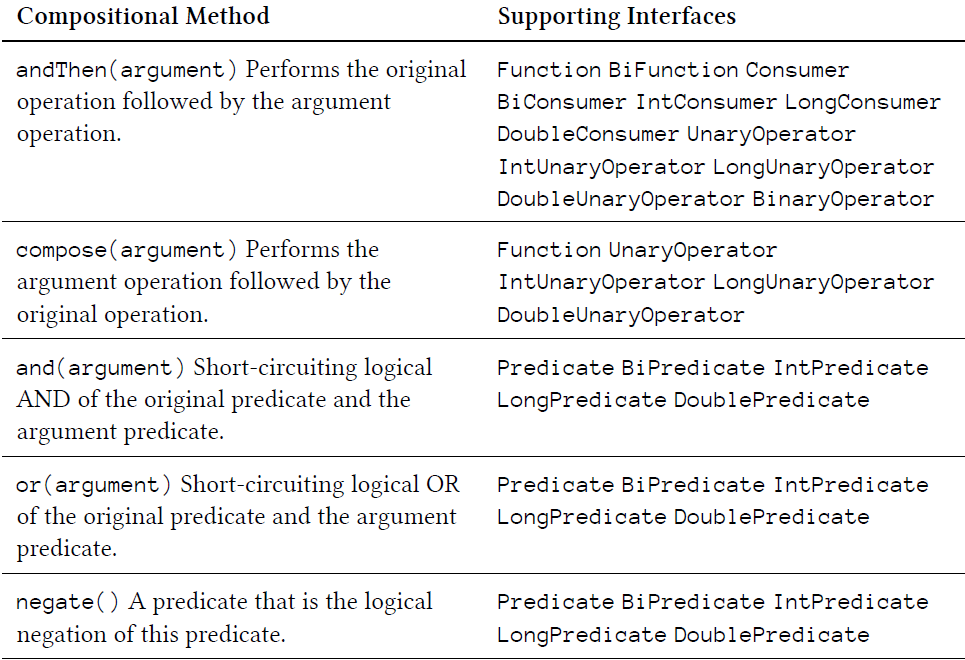 Compositional Method Supporting Interfaces
andThen(argument) Performs the original Function BiFunction Consumer
operation followed by the argument BiConsumer IntConsumer LongConsumer
operation. DoubleConsumer UnaryOperator
IntUnaryOperator LongUnaryOperator
DoubleUnaryOperator BinaryOperator
compose(argument) Performs the Function UnaryOperator
argument operation followed by the IntUnaryOperator LongUnaryOperator
original operation. DoubleUnaryOperator
and(argument) Short-circuiting logical Predicate BiPredicate IntPredicate
AND of the original predicate and the LongPredicate DoublePredicate
argument predicate.
or(argument) Short-circuiting logical OR Predicate BiPredicate IntPredicate
of the original predicate and the argument LongPredicate DoublePredicate
predicate.
negate() A predicate that is the logical Predicate BiPredicate IntPredicate
negation of this predicate. LongPredicate DoublePredicate